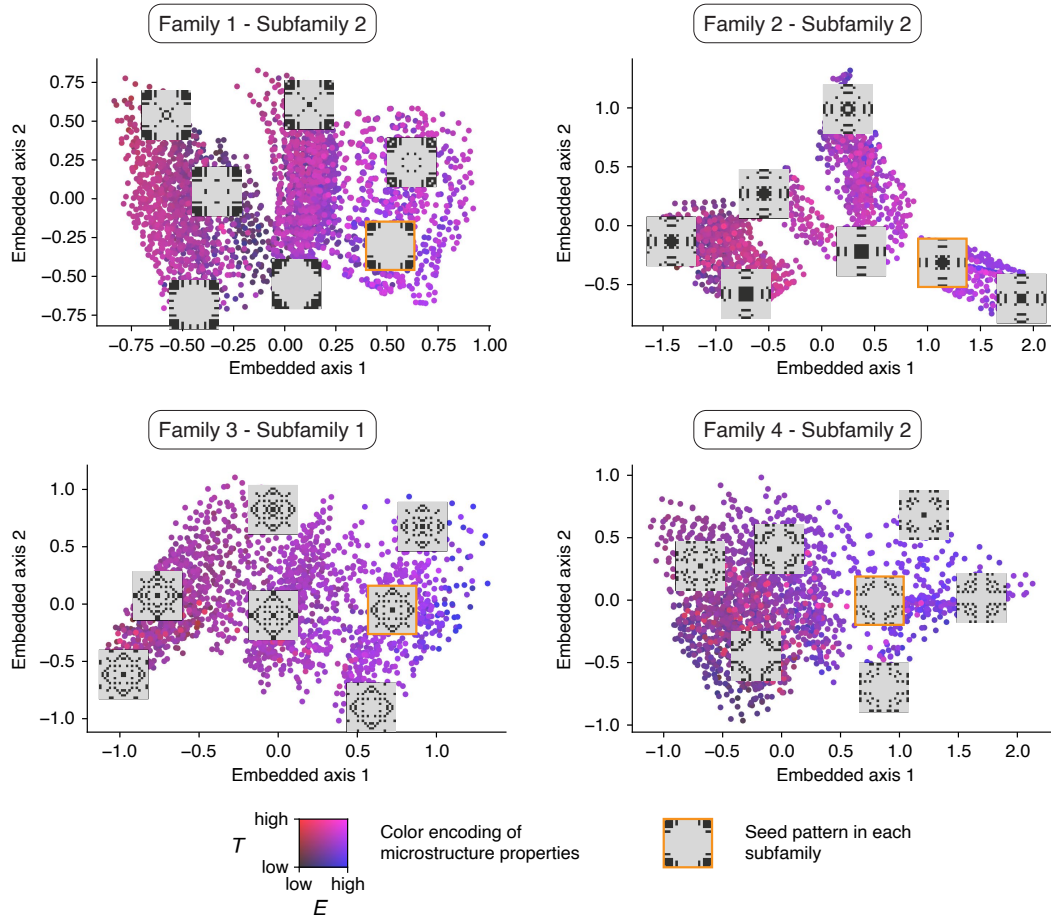 Family 1 - Subfamily 2
Embedded axis 2
0.75
0.50
0.25
0.00
−0.25
−0.50
−0.75
−0.75 −0.50 −0.25 0.00 0.25 0.50 0.75 1.00
Embedded axis 1
Family 2 - Subfamily 2
Embedded axis 2
1.0
0.5
0.0
−0.5
−1.5 −1.0 −0.5 0.0 0.5 1.0 1.5 2.0
Embedded axis 1
Family 3 - Subfamily 1
Embedded axis 2
1.0
0.5
0.0
−0.5
−1.0
−1.0 −0.5 0.0 0.5 1.0
Embedded axis 1
Family 4 - Subfamily 2
Embedded axis 2
1.0
0.5
0.0
−0.5
−1.0
−1.0 −0.5 0.0 0.5 1.0 1.5 2.0
Embedded axis 1
T
high
low
low high
E
Color encoding of
microstructure properties
Seed pattern in each
subfamily